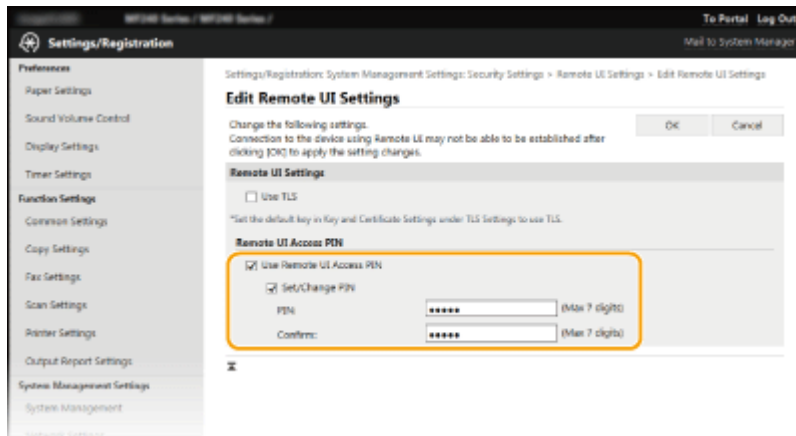 MF240 Series / MF240 Series /
To Portal Log Out
Settings/Registration
Mail to System Manager
Preferences
Paper Settings
Sound Volume Control
Display Settings
Timer Settings
Function Settings
Common Settings
Copy Settings
Fax Settings
Scan Settings
Printer Settings
Output Report Settings
System Management Settings
System Management
Network Settings
Settings/Registration: System Management Settings: Security Settings > Remote UI Settings > Edit Remote UI Settings
Edit Remote UI Settings
Change the following settings.
Connection to the device using Remote UI may not be able to be established after
clicking [OK] to apply the setting changes.
OK Cancel
Remote UI Settings
Use TLS
*Set the default key in Key and Certificate Settings under TLS Settings to use TLS.
Remote UI Access PIN
Use Remote UI Access PIN
Set/Change PIN
PIN: ••••• (Max 7 digits)
Confirm: ••••• (Max 7 digits)